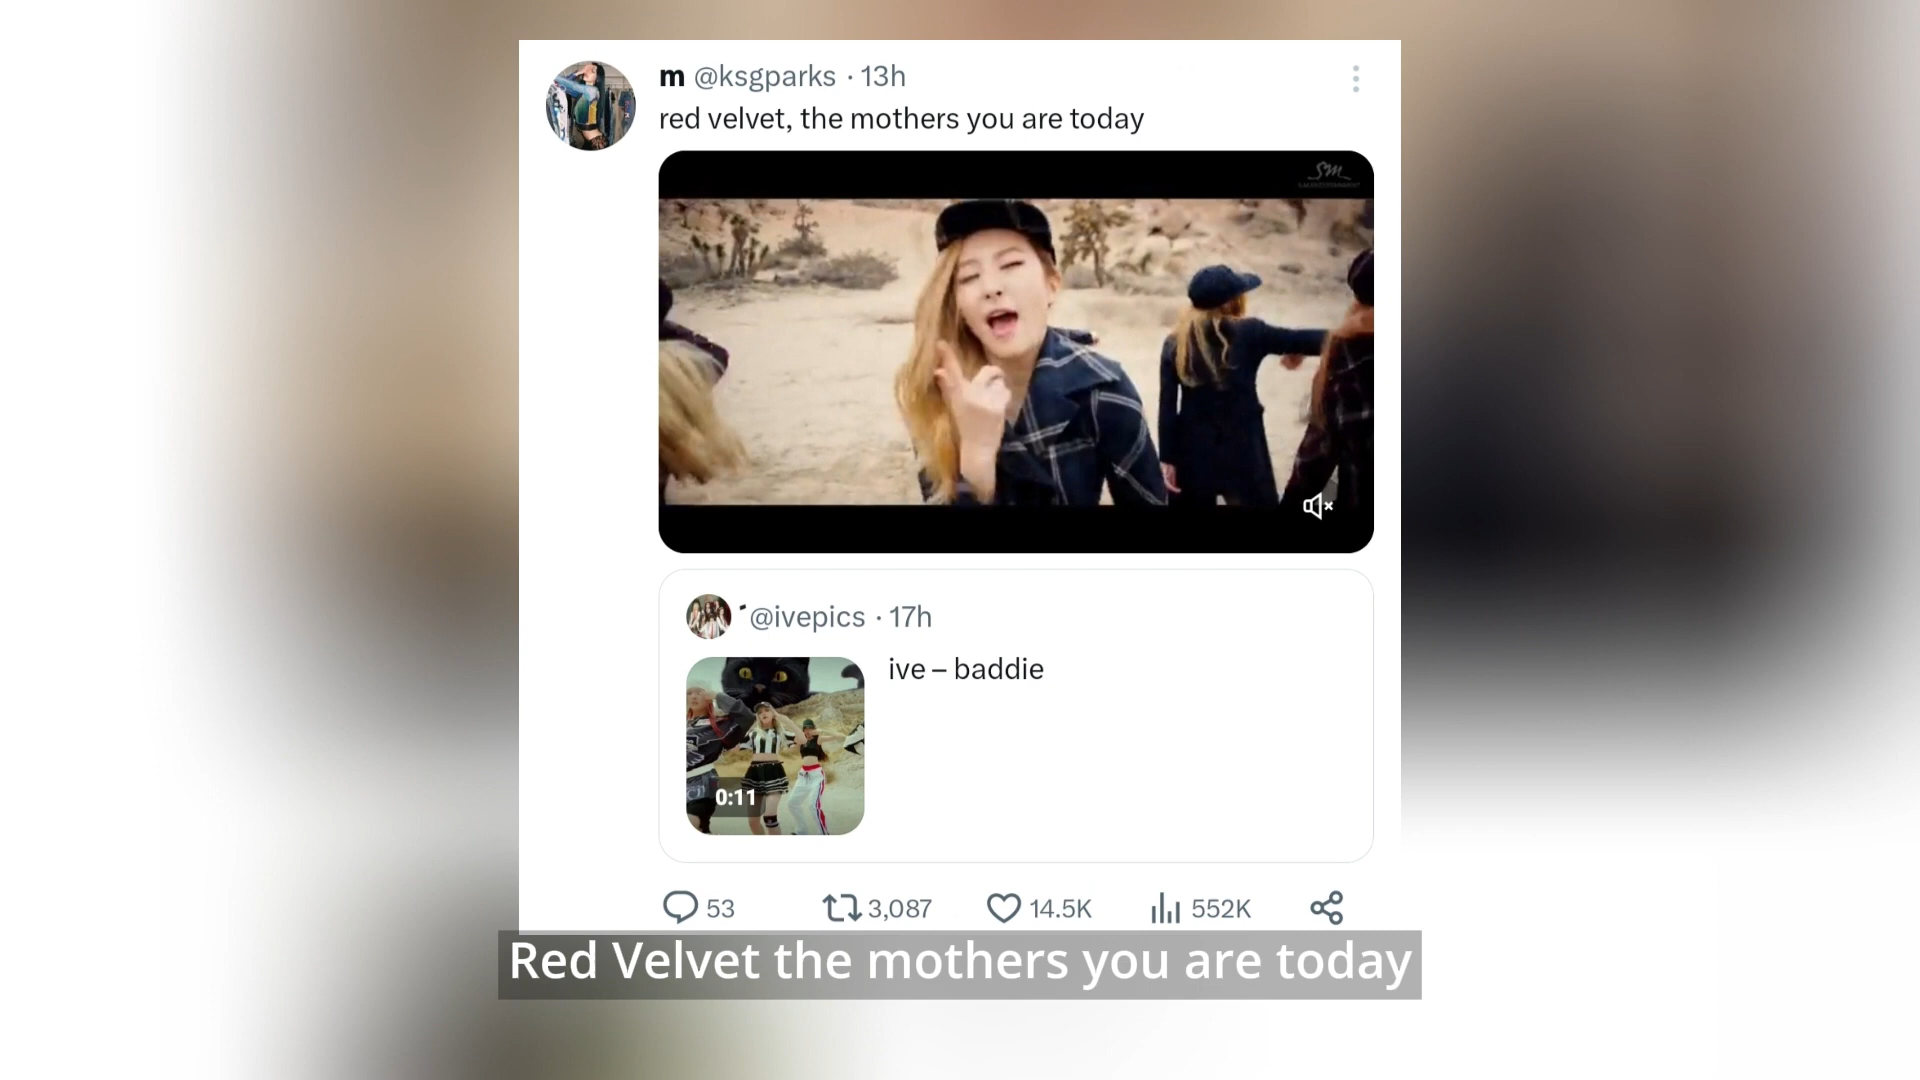 m @ksgparks · 13h
red velvet, the mothers you are today
SM
@ivepics · 17h
ive – baddie
0:11
53 3,087 14.5K 552K
Red Velvet the mothers you are today